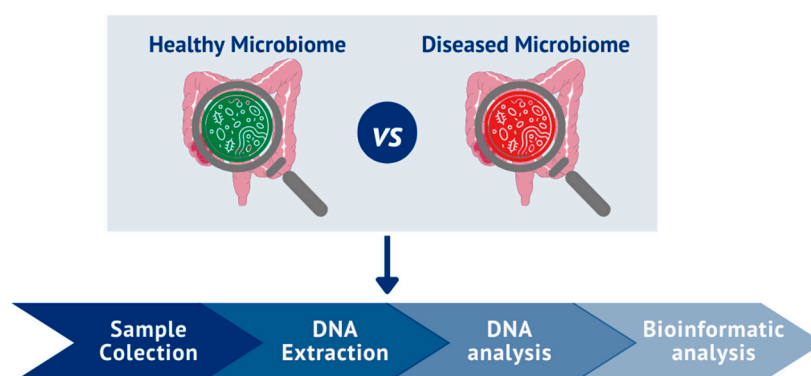 Healthy Microbiome
Diseased Microbiome
vs
Sample
Colection
DNA
Extraction
DNA
analysis
Bioinformatic
analysis